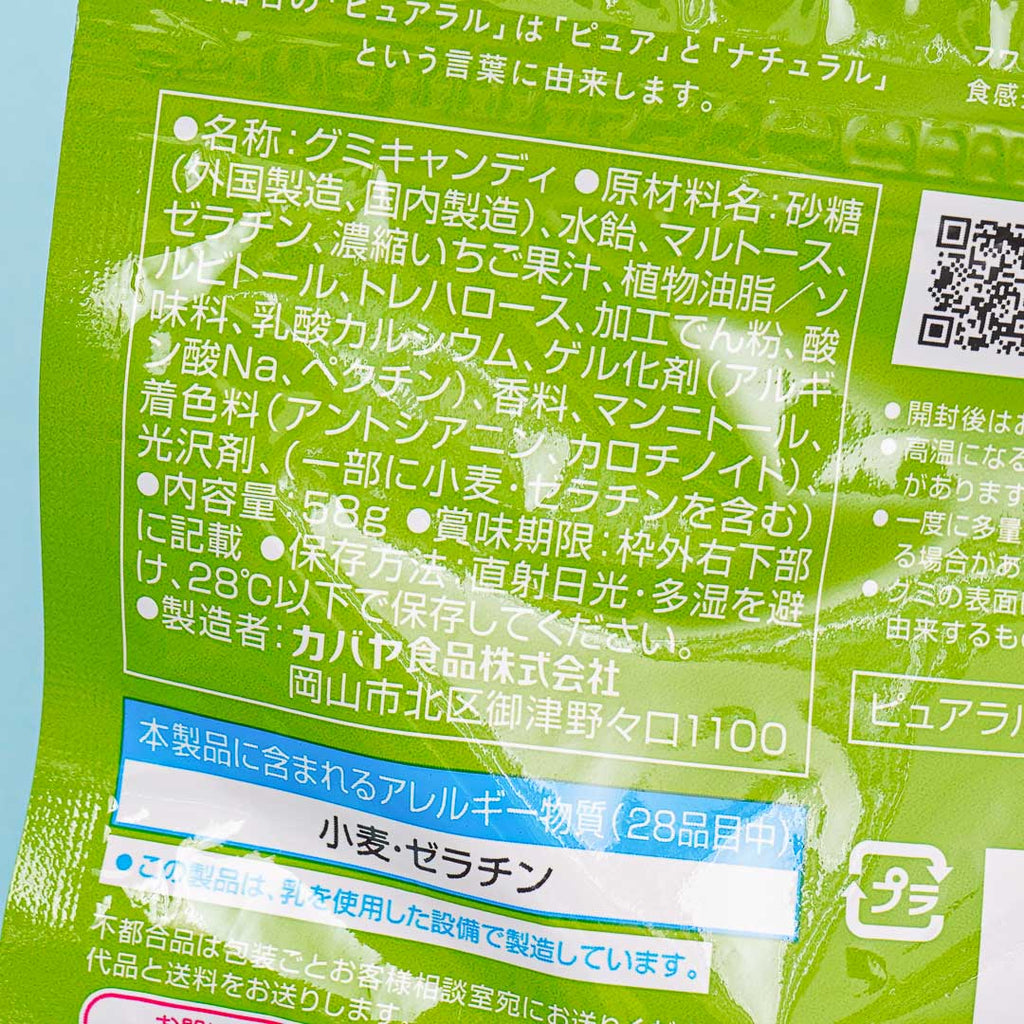 の「ピュアラル」は「ピュア」と「ナチュラル」
という言葉に由来します。
食感
●名称：グミキャンディ ●原材料名：砂糖
(外国製造、国内製造)、水飴、マルトース、
ゼラチン、濃縮いちご果汁、植物油脂／ソ
ルビトール、トレハロース、加工でん粉、酸
味料、乳酸カルシウム、ゲル化剤(アルギ
ン酸Na、ペクチン)、香料、マンニトール、
着色料(アントシアニン、カロチノイド)、
光沢剤、(一部に小麦・ゼラチンを含む)
●内容量 58g ●賞味期限：枠外右下部
に記載 ●保存方法 直射日光・多湿を避
け、28℃以下で保存してください。
●製造者：カバヤ食品株式会社
岡山市北区御津野々口1100
・開封後は
●高温になる
があります
●一度に多量
る場合があ
●グミの表面
由来するも
ピュアラル
本製品に含まれるアレルギー物質(28品目中)
小麦・ゼラチン
●この製品は、乳を使用した設備で製造しています。
プラ
不都合品は包装ごとお客様相談室宛にお送りくだ
代品と送料をお送りします